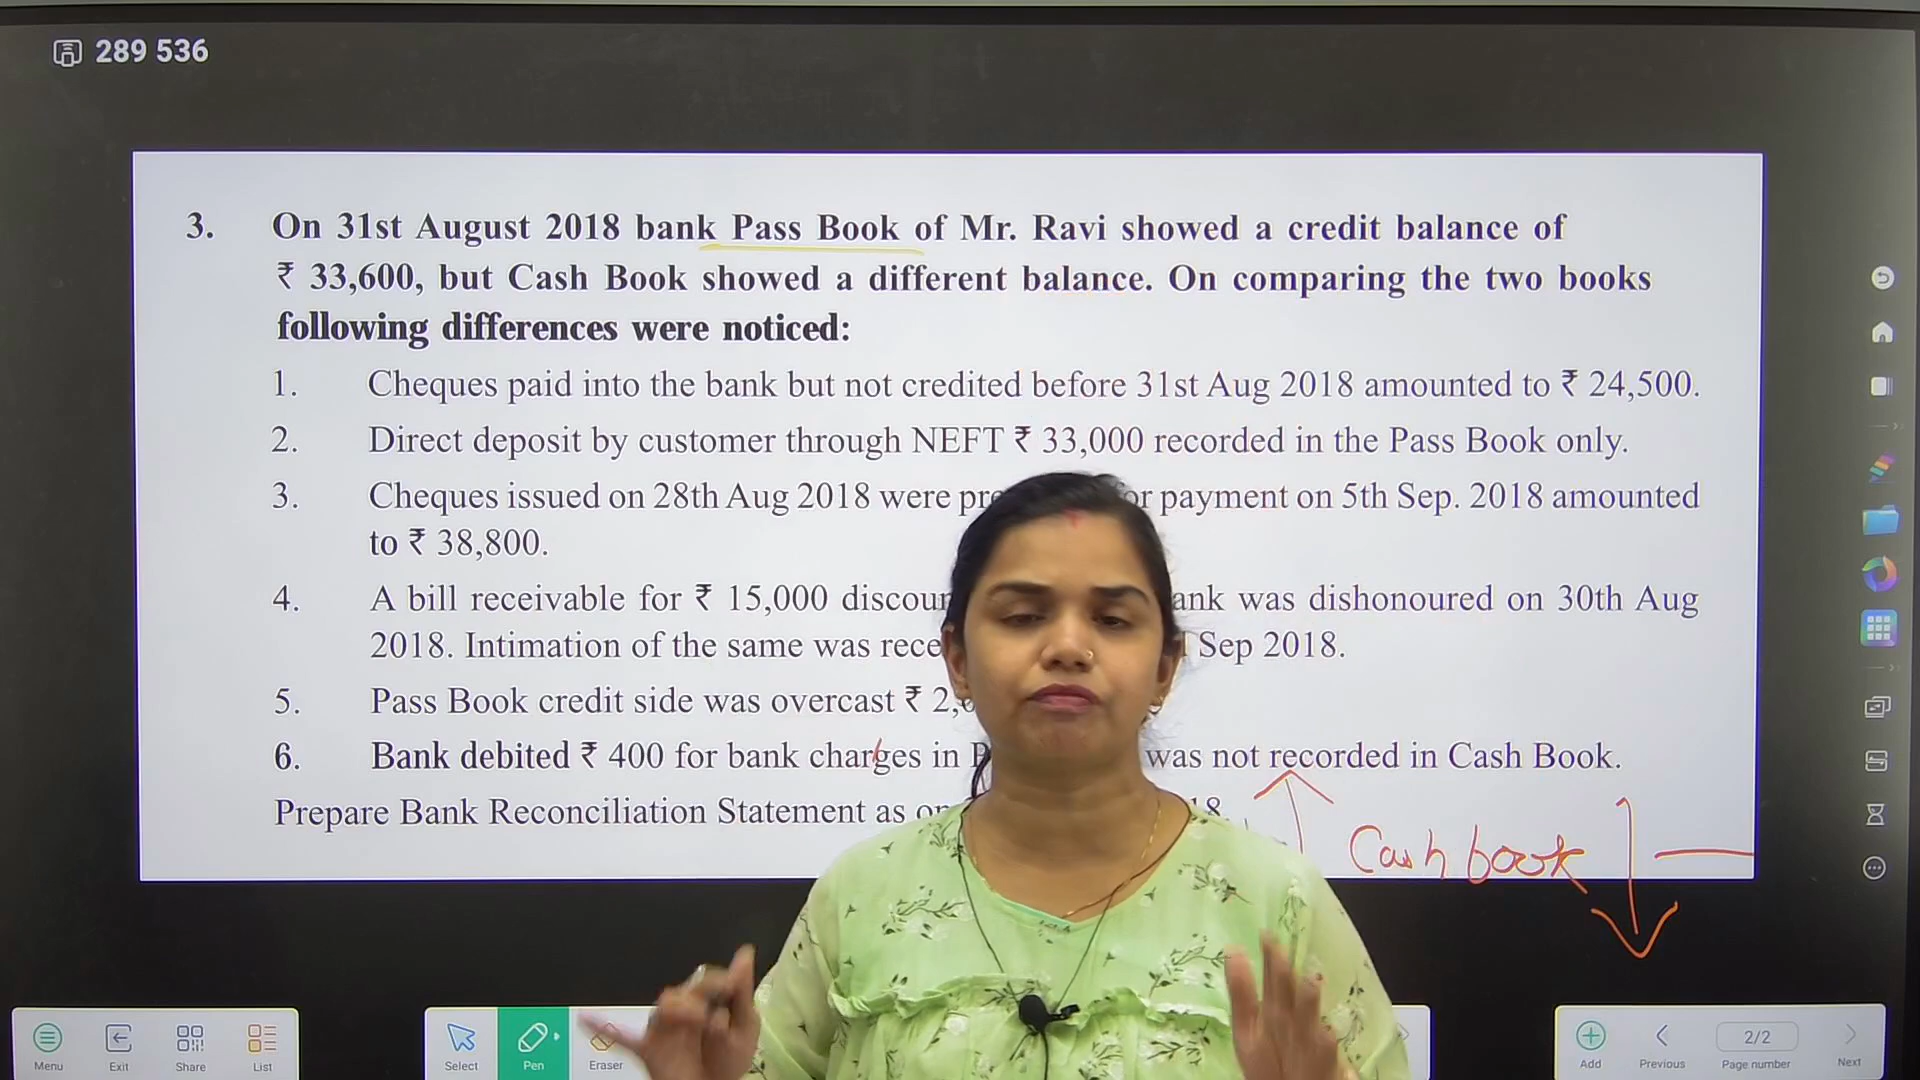 289 536
3. On 31st August 2018 bank Pass Book of Mr. Ravi showed a credit balance of
₹ 33,600, but Cash Book showed a different balance. On comparing the two books
following differences were noticed:
1. Cheques paid into the bank but not credited before 31st Aug 2018 amounted to ₹ 24,500.
2. Direct deposit by customer through NEFT ₹ 33,000 recorded in the Pass Book only.
3. Cheques issued on 28th Aug 2018 were payment on 5th Sep. 2018 amounted
to ₹ 38,800.
4. A bill receivable for ₹ 15,000 was dishonoured on 30th Aug
2018. Intimation of the same was Sep 2018.
5. Pass Book credit side was overcast ₹
6. Bank debited ₹ 400 for bank charges in was not recorded in Cash Book.
Prepare Bank Reconciliation Statement as
Cash book
Menu Exit Share List Select Pen Eraser Add Previous 2/2 Page number Next